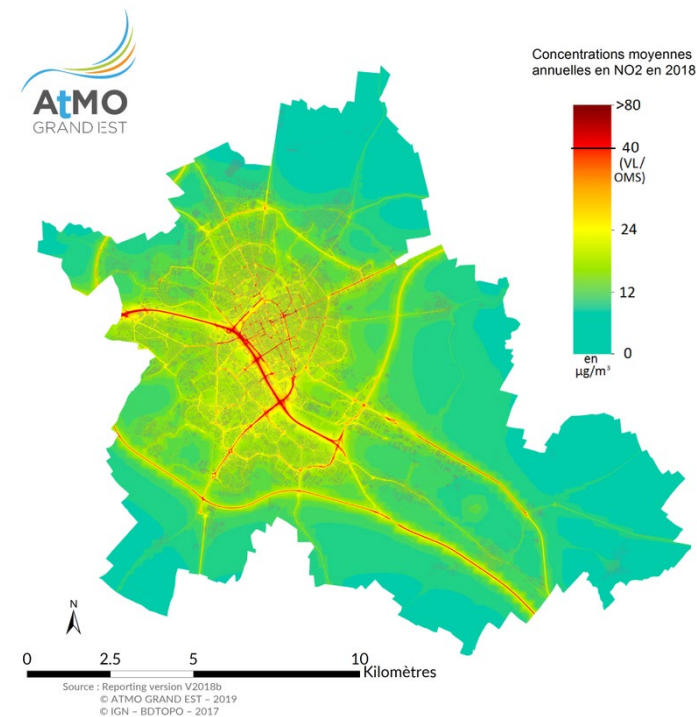 AtMO
GRAND EST
Concentrations moyennes
annuelles en NO2 en 2018
>80
40
(VL/
OMS)
24
12
0
en
µg/m³
N
0 2.5 5 10
Kilomètres
Source : Reporting version V2018b
© ATMO GRAND EST – 2019
© IGN – BDTOPO – 2017